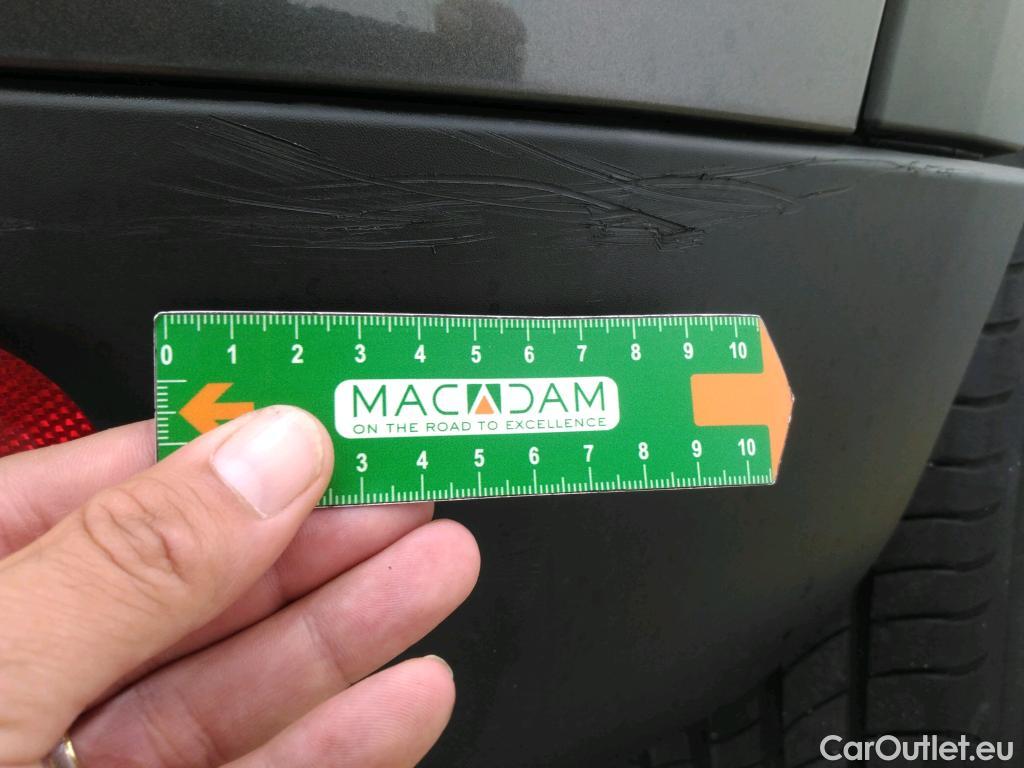 0 1 2 3 4 5 6 7 8 9 10
MACADAM
ON THE ROAD TO EXCELLENCE
3 4 5 6 7 8 9 10
CarOutlet.eu